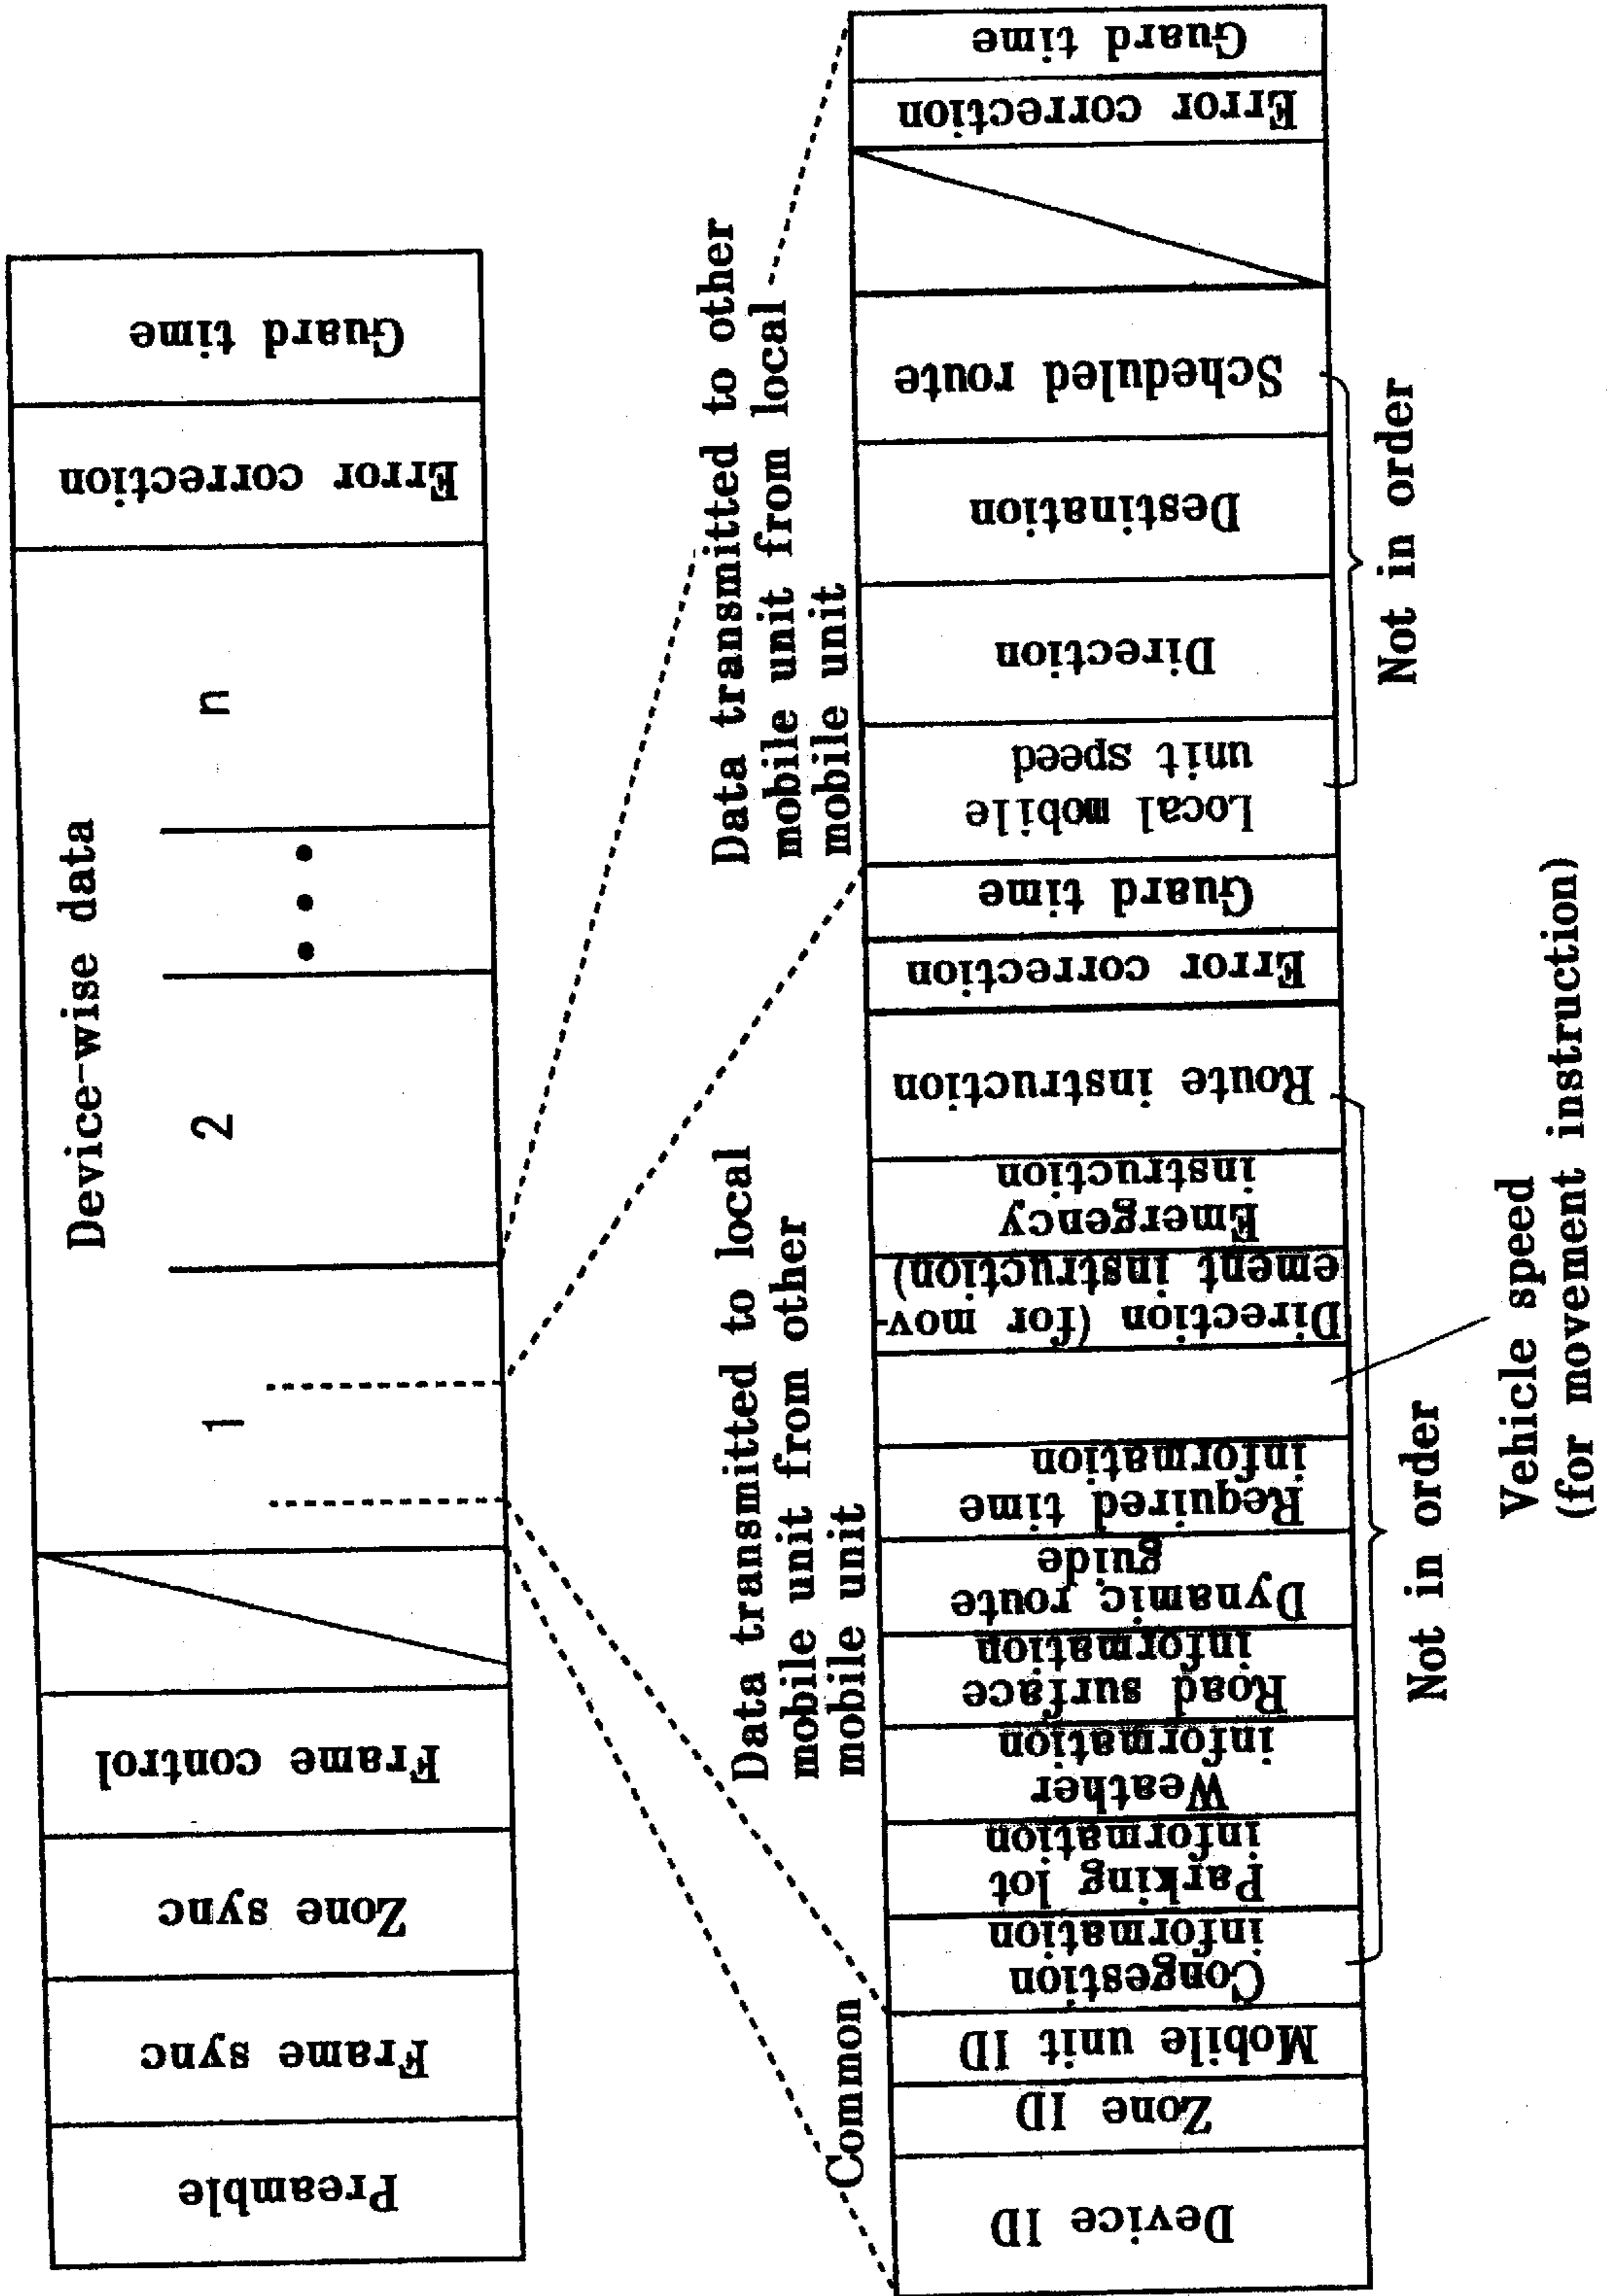 Preamble
Frame sync
Zone sync
Frame control
Device-wise data
1
2
n
Error correction
Guard time
Common
Data transmitted to local
mobile unit from other
mobile unit
Data transmitted to other
mobile unit from local
mobile unit
Device ID
Zone ID
Mobile unit ID
Congestion
information
Parking lot
information
Weather
information
Road surface
information
Dynamic route
guide
Required time
information
Direction (for mov-
ement instruction)
Emergency
instruction
Route instruction
Error correction
Guard time
Local mobile
unit speed
Direction
Destination
Scheduled route
Error correction
Guard time
Not in order
Not in order
Vehicle speed
(for movement instruction)